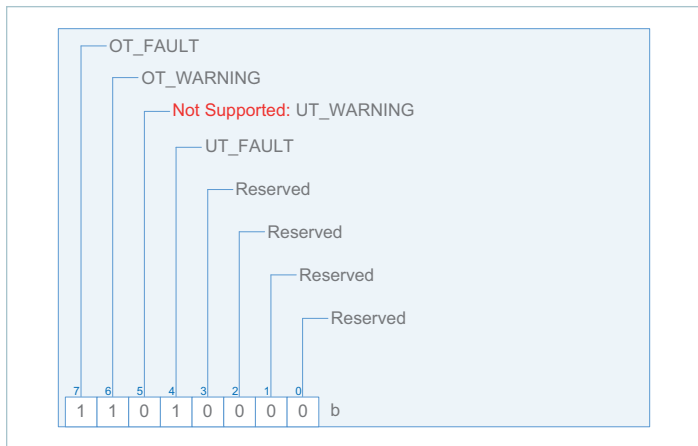 OT_FAULT
OT_WARNING
Not Supported: UT_WARNING
UT_FAULT
Reserved
Reserved
Reserved
Reserved
7 6 5 4 3 2 1 0
1 1 0 1 0 0 0 0 b